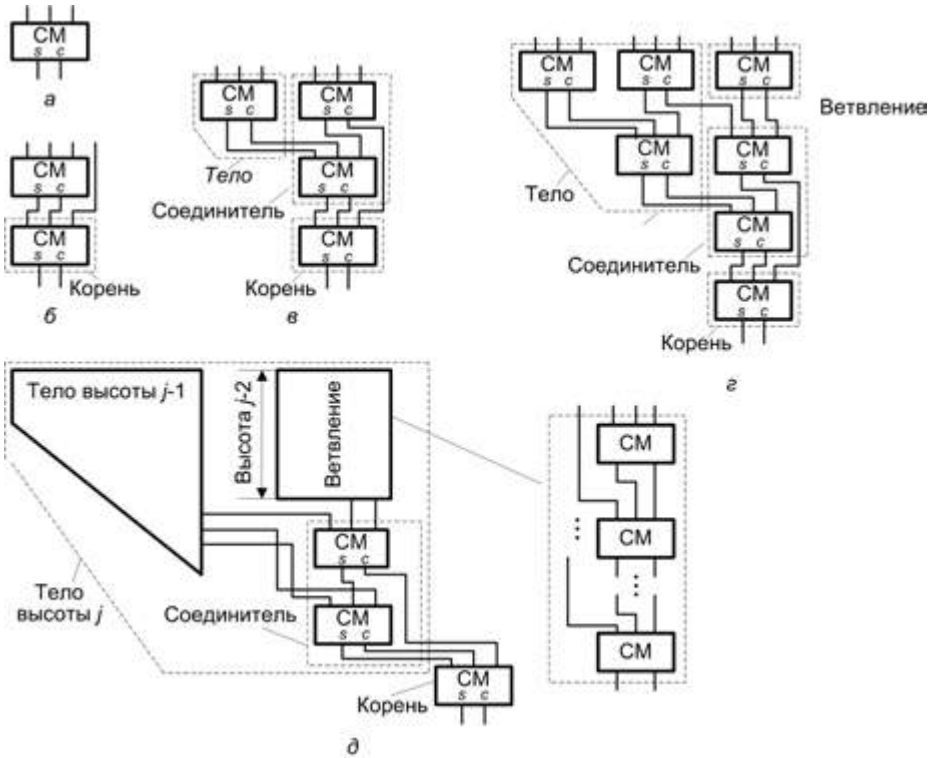 СМ
s c
а
СМ
s c
СМ
s c
Корень
б
СМ
s c
СМ
s c
Тело
СМ
s c
Соединитель
СМ
s c
Корень
в
СМ
s c
СМ
s c
СМ
s c
Ветвление
СМ
s c
СМ
s c
Тело
СМ
s c
Соединитель
СМ
s c
Корень
г
Тело высоты j-1
Высота j-2
Ветвление
СМ
s c
СМ
s c
Тело
высоты j
Соединитель
СМ
s c
Корень
д
СМ
СМ
СМ